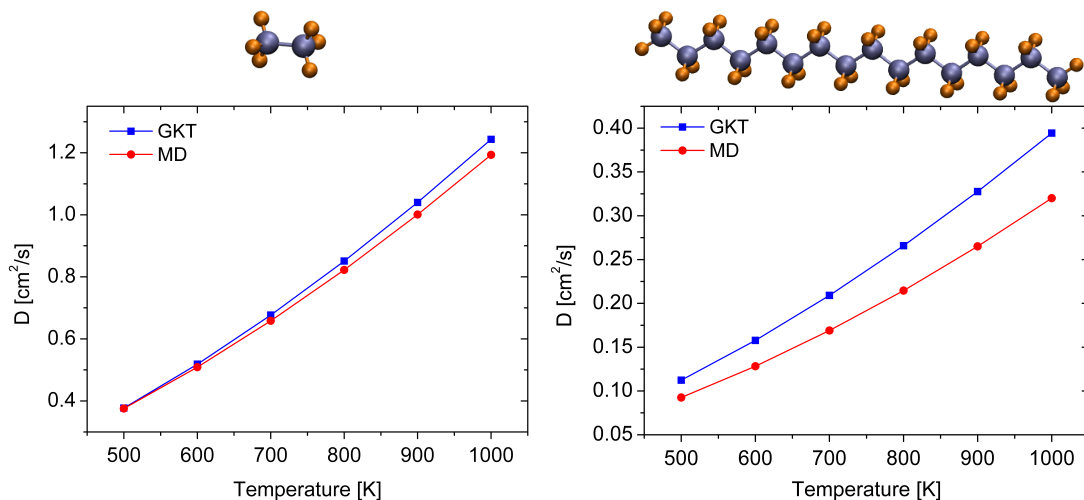 GKT
MD
1.2
1.0
0.8
0.6
0.4
D [cm²/s]
500 600 700 800 900 1000
Temperature [K]
GKT
MD
0.40
0.35
0.30
0.25
0.20
0.15
0.10
0.05
D [cm²/s]
500 600 700 800 900 1000
Temperature [K]